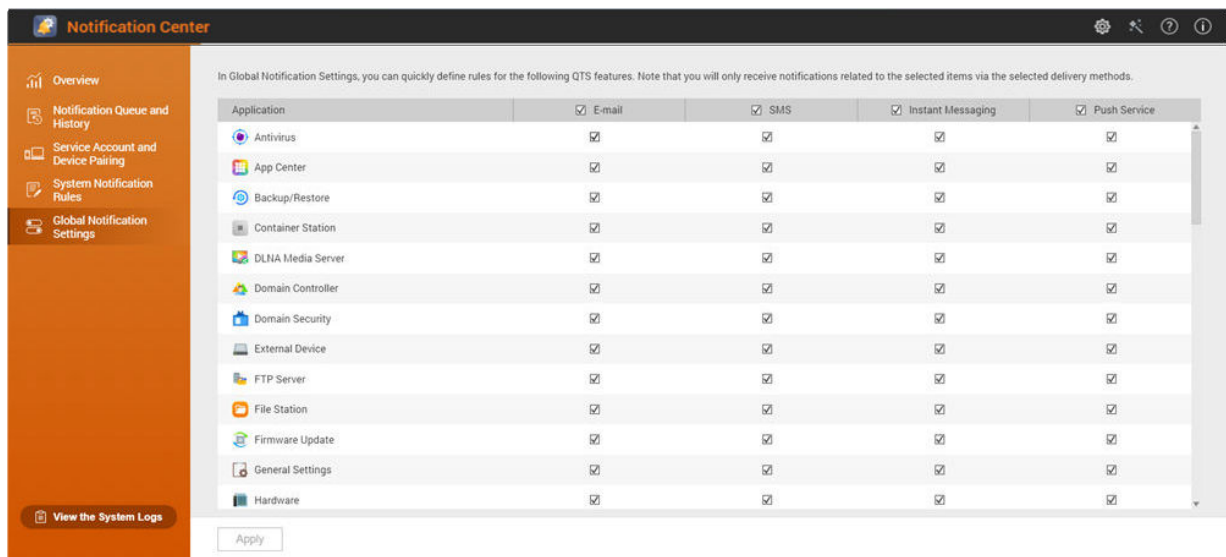 Notification Center
Overview
Notification Queue and
History
Service Account and
Device Pairing
System Notification
Rules
Global Notification
Settings
View the System Logs
In Global Notification Settings, you can quickly define rules for the following QTS features. Note that you will only receive notifications related to the selected items via the selected delivery methods.
Application E-mail SMS Instant Messaging Push Service
Antivirus
App Center
Backup/Restore
Container Station
DLNA Media Server
Domain Controller
Domain Security
External Device
FTP Server
File Station
Firmware Update
General Settings
Hardware
Apply